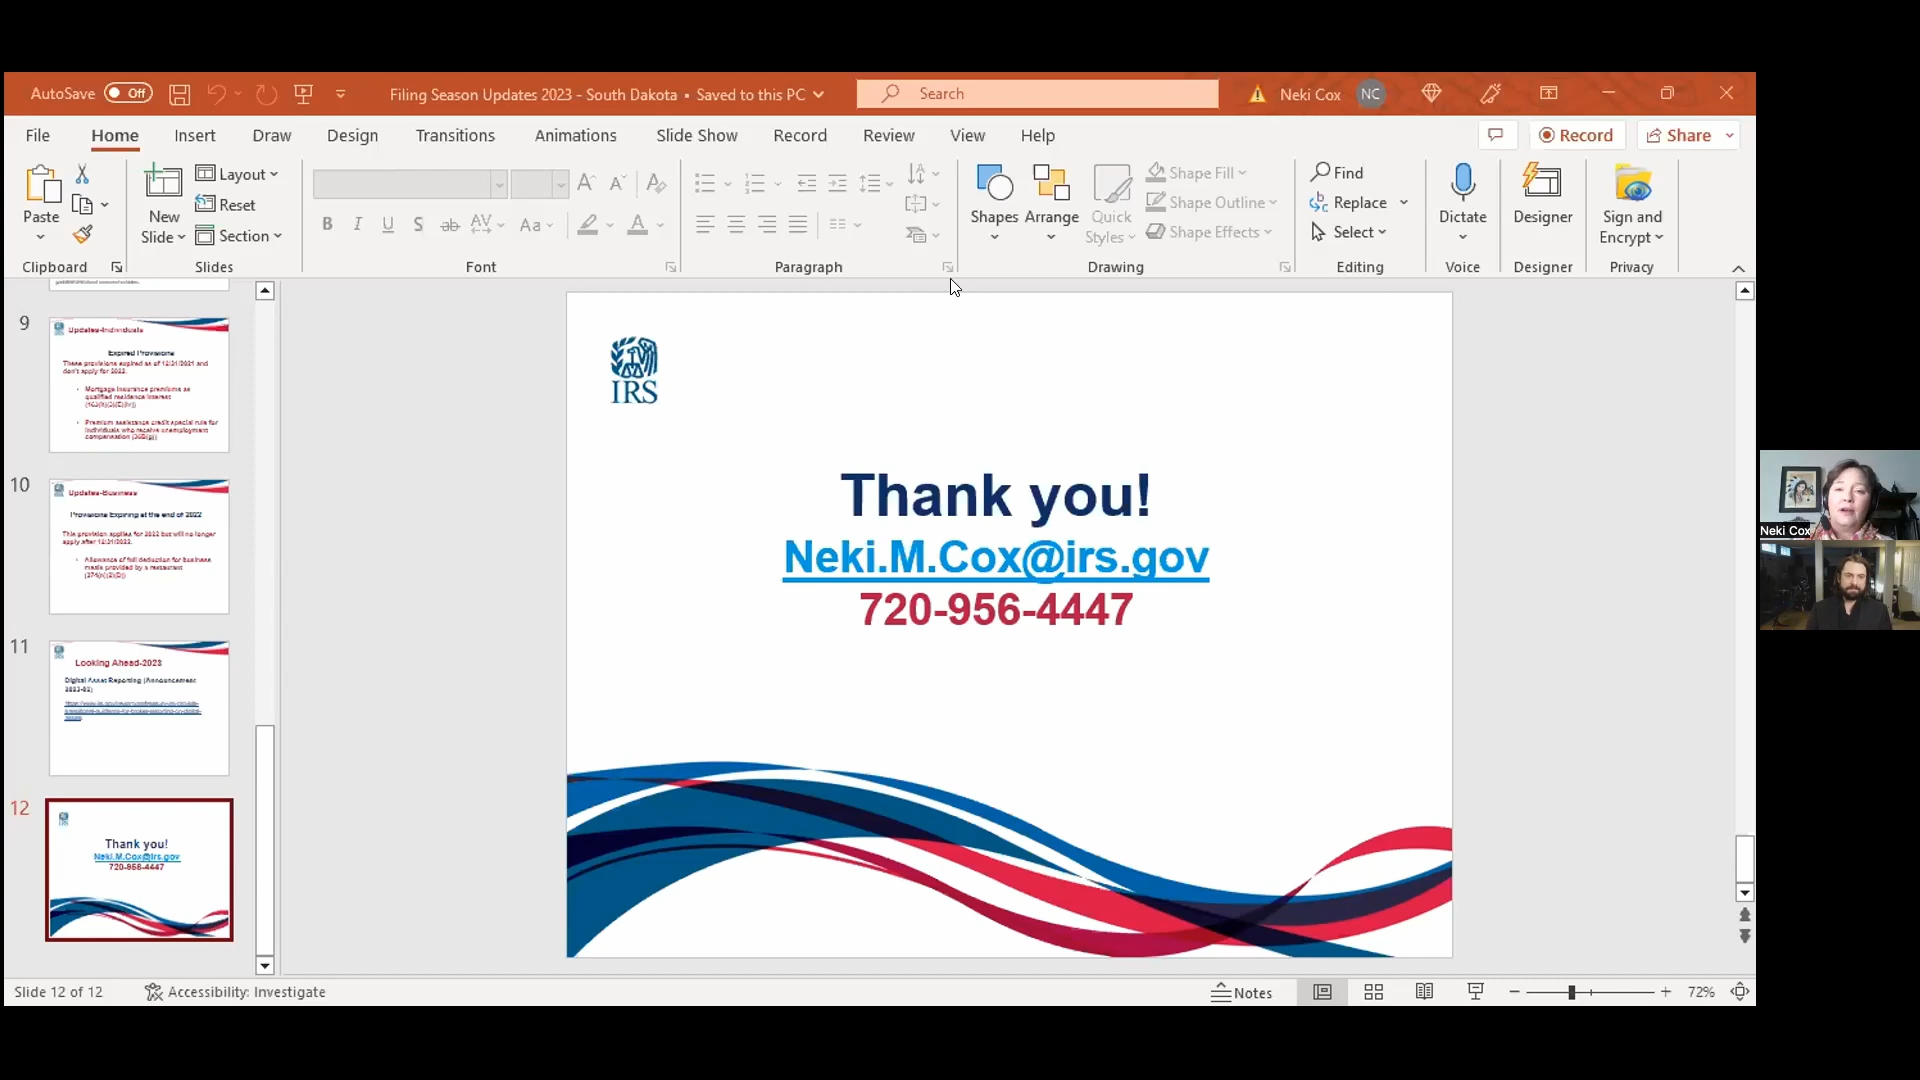 AutoSave Off
Filing Season Updates 2023 - South Dakota • Saved to this PC
Search
Neki Cox NC
File Home Insert Draw Design Transitions Animations Slide Show Record Review View Help
Record Share
Paste
New Slide
Layout
Reset
Section
B I U S ab AV Aa A
Shapes Arrange Quick Styles
Shape Fill
Shape Outline
Shape Effects
Find
Replace
Select
Dictate
Designer
Sign and Encrypt
Clipboard Slides Font Paragraph Drawing Editing Voice Designer Privacy
9
Updates-Individuals
Expired Provisions
These provisions expired as of 12/31/2021 and
don't apply for 2022.
• Mortgage insurance premiums as
qualified residence interest
• Premium assistance credit special rule for
individuals who receive unemployment
compensation (36B(g))
10
Updates-Business
Provisions Expiring at the end of 2022
This provision applies for 2022 but will no longer
apply after 12/31/2022.
• Allowance of full deduction for business
meals provided by a restaurant
11
Looking Ahead-2023
Digital Asset Reporting (Announcement
12
Thank you!
Neki.M.Cox@irs.gov
720-956-4447
IRS
Thank you!
Neki.M.Cox@irs.gov
720-956-4447
Neki Cox
Slide 12 of 12
Accessibility: Investigate
Notes
72%